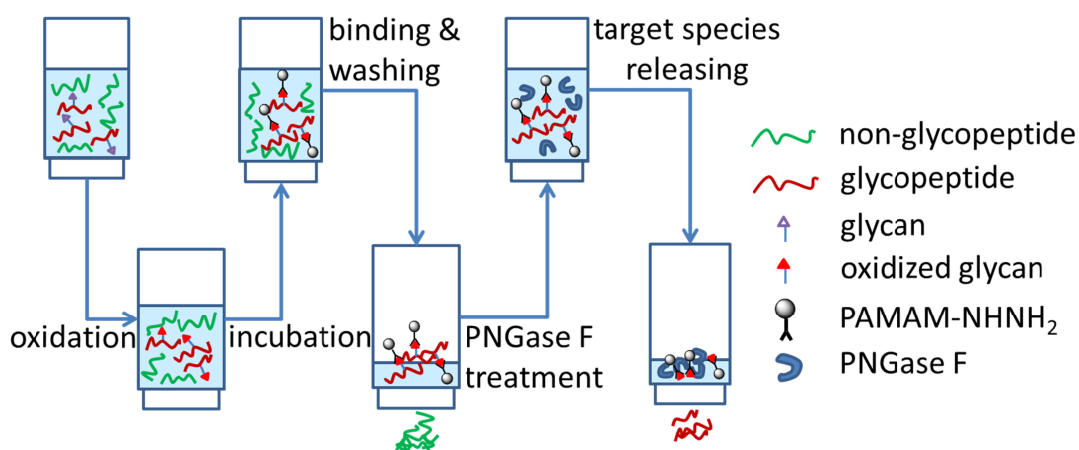 binding &
washing
target species
releasing
oxidation
incubation
PNGase F
treatment
non-glycopeptide
glycopeptide
glycan
oxidized glycan
PAMAM-NHNH₂
PNGase F